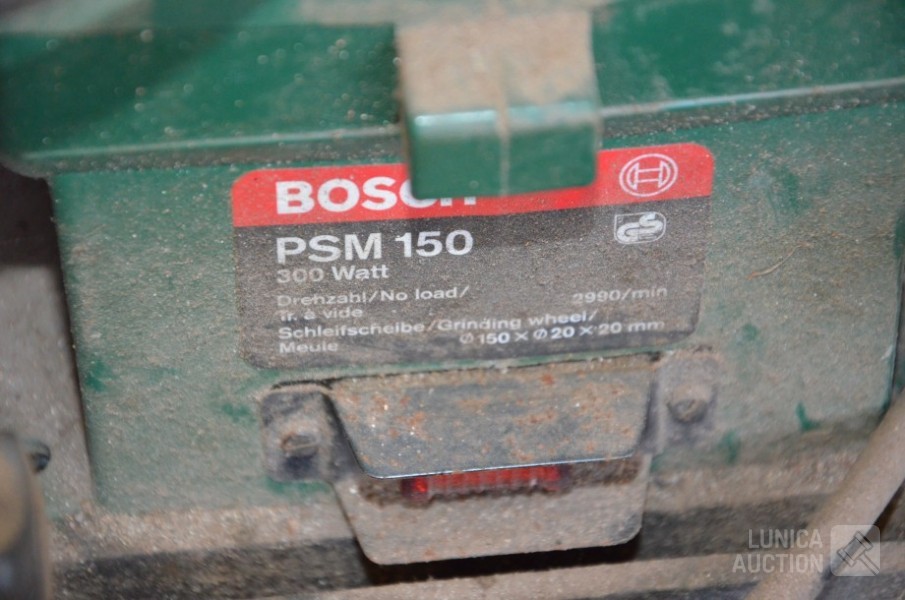 BOSCH
PSM 150
300 Watt
Drehzahl/No load/ 2990/min
Tr. à vide
Schleifscheibe/Grinding wheel/
Meule Ø 150 x Ø 20 x 20 mm
GS
LUNICA
AUCTION